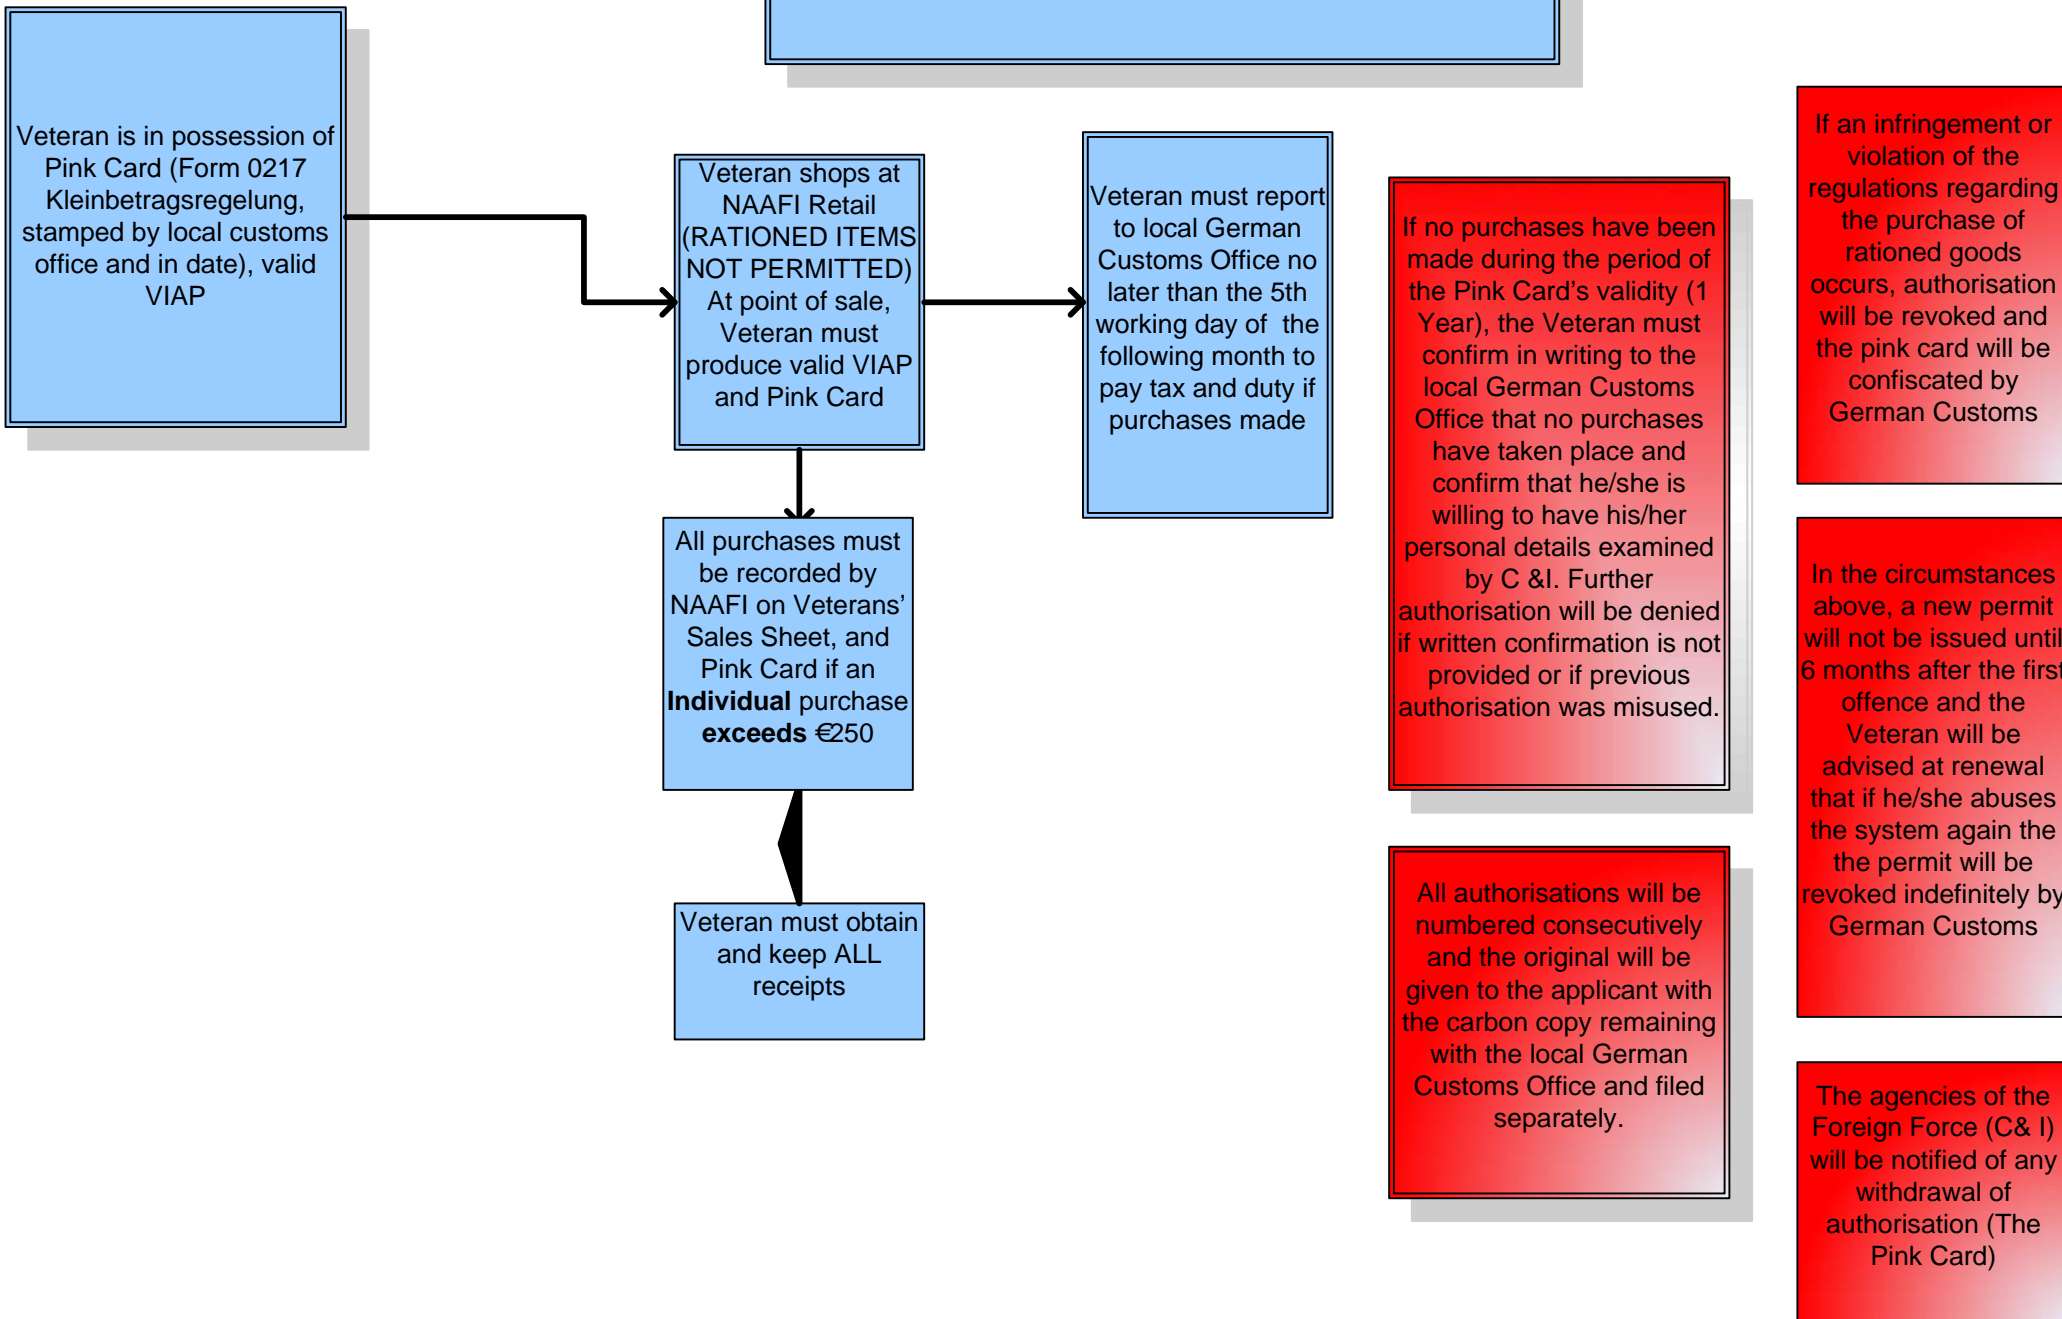 Veteran is in possession of
Pink Card (Form 0217
Kleinbetragsregelung,
stamped by local customs
office and in date), valid
VIAP
Veteran shops at
NAAFI Retail
(RATIONED ITEMS
NOT PERMITTED)
At point of sale,
Veteran must
produce valid VIAP
and Pink Card
Veteran must report
to local German
Customs Office no
later than the 5th
working day of the
following month to
pay tax and duty if
purchases made
All purchases must
be recorded by
NAAFI on Veterans’
Sales Sheet, and
Pink Card if an
Individual purchase
exceeds €250
Veteran must obtain
and keep ALL
receipts
If no purchases have been
made during the period of
the Pink Card’s validity (1
Year), the Veteran must
confirm in writing to the
local German Customs
Office that no purchases
have taken place and
confirm that he/she is
willing to have his/her
personal details examined
by C &I. Further
authorisation will be denied
if written confirmation is not
provided or if previous
authorisation was misused.
All authorisations will be
numbered consecutively
and the original will be
given to the applicant with
the carbon copy remaining
with the local German
Customs Office and filed
separately.
If an infringement or
violation of the
regulations regarding
the purchase of
rationed goods
occurs, authorisation
will be revoked and
the pink card will be
confiscated by
German Customs
In the circumstances
above, a new permit
will not be issued until
6 months after the first
offence and the
Veteran will be
advised at renewal
that if he/she abuses
the system again the
the permit will be
revoked indefinitely by
German Customs
The agencies of the
Foreign Force (C& I)
will be notified of any
withdrawal of
authorisation (The
Pink Card)